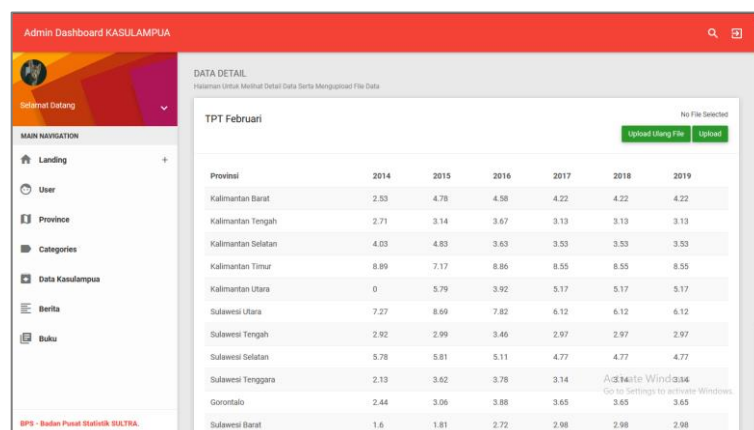 Admin Dashboard KASULAMPUA
Selamat Datang
MAIN NAVIGATION
Landing +
User
Province
Categories
Data Kasulampua
Berita
Buku
BPS - Badan Pusat Statistik SULTRA.
DATA DETAIL
Halaman Untuk Melihat Detail Data Serta Mengupload File Data
TPT Februari
No File Selected
Upload Ulang File Upload
Provinsi 2014 2015 2016 2017 2018 2019
Kalimantan Barat 2.53 4.78 4.58 4.22 4.22 4.22
Kalimantan Tengah 2.71 3.14 3.67 3.13 3.13 3.13
Kalimantan Selatan 4.03 4.83 3.63 3.53 3.53 3.53
Kalimantan Timur 8.89 7.17 8.86 8.55 8.55 8.55
Kalimantan Utara 0 5.79 3.92 5.17 5.17 5.17
Sulawesi Utara 7.27 8.69 7.82 6.12 6.12 6.12
Sulawesi Tengah 2.92 2.99 3.46 2.97 2.97 2.97
Sulawesi Selatan 5.78 5.81 5.11 4.77 4.77 4.77
Sulawesi Tenggara 2.13 3.62 3.78 3.14 3.14 3.14
Activate Windows
Go to Settings to activate Windows.
Gorontalo 2.44 3.06 3.88 3.65 3.65 3.65
Sulawesi Barat 1.6 1.81 2.72 2.98 2.98 2.98